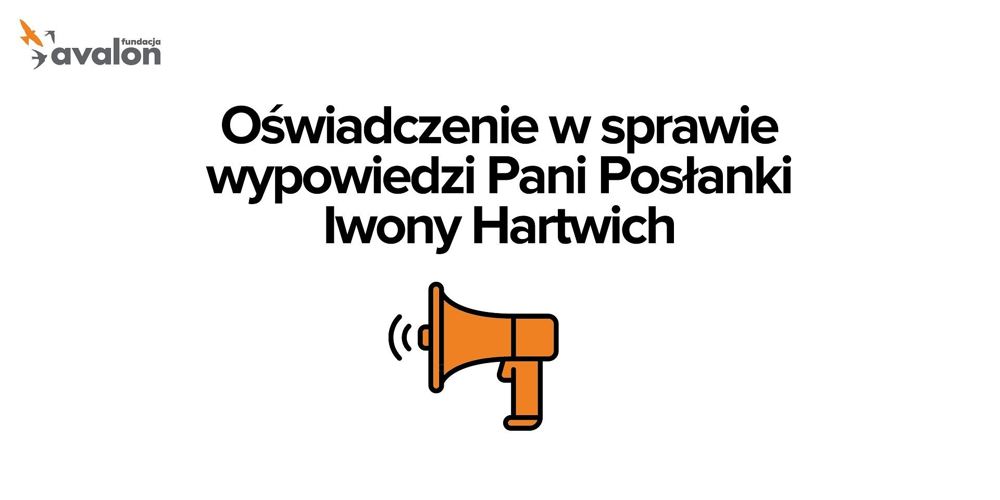 fundacja
avalon
Oświadczenie w sprawie
wypowiedzi Pani Posłanki
Iwony Hartwich